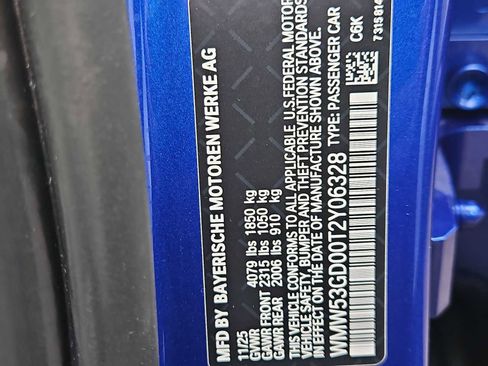 MFD BY BAYERISCHE MOTOREN WERKE AG
11/25
GVWR 4079 lbs 1850 kg
GAWR FRONT 2315 lbs 1050 kg
GAWR REAR 2006 lbs 910 kg
THIS VEHICLE CONFORMS TO ALL APPLICABLE U.S. FEDERAL MOTOR
VEHICLE SAFETY, BUMPER AND THEFT PREVENTION STANDARDS IN
EFFECT ON THE DATE OF MANUFACTURE SHOWN ABOVE.
WMW53GD00T2Y06328 TYPE: PASSENGER CAR
C6K